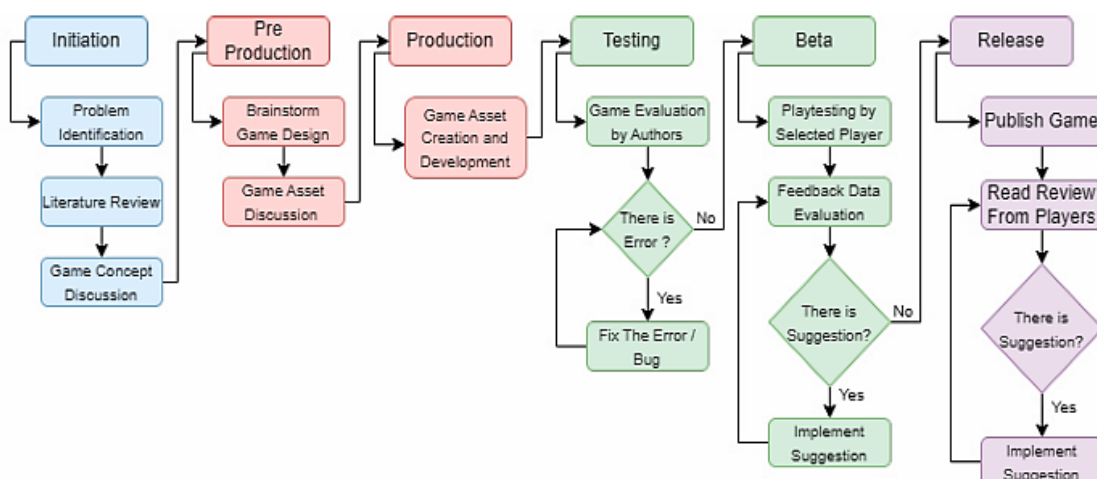 Initiation
Problem
Identification
Literature Review
Game Concept
Discussion
Pre
Production
Brainstorm
Game Design
Game Asset
Discussion
Production
Game Asset
Creation and
Development
Testing
Game Evaluation
by Authors
There is
Error ?
No
Yes
Fix The Error /
Bug
Beta
Playtesting by
Selected Player
Feedback Data
Evaluation
There is
Suggestion?
No
Yes
Implement
Suggestion
Release
Publish Game
Read Review
From Players
There is
Suggestion?
Yes
Implement
Suggestion